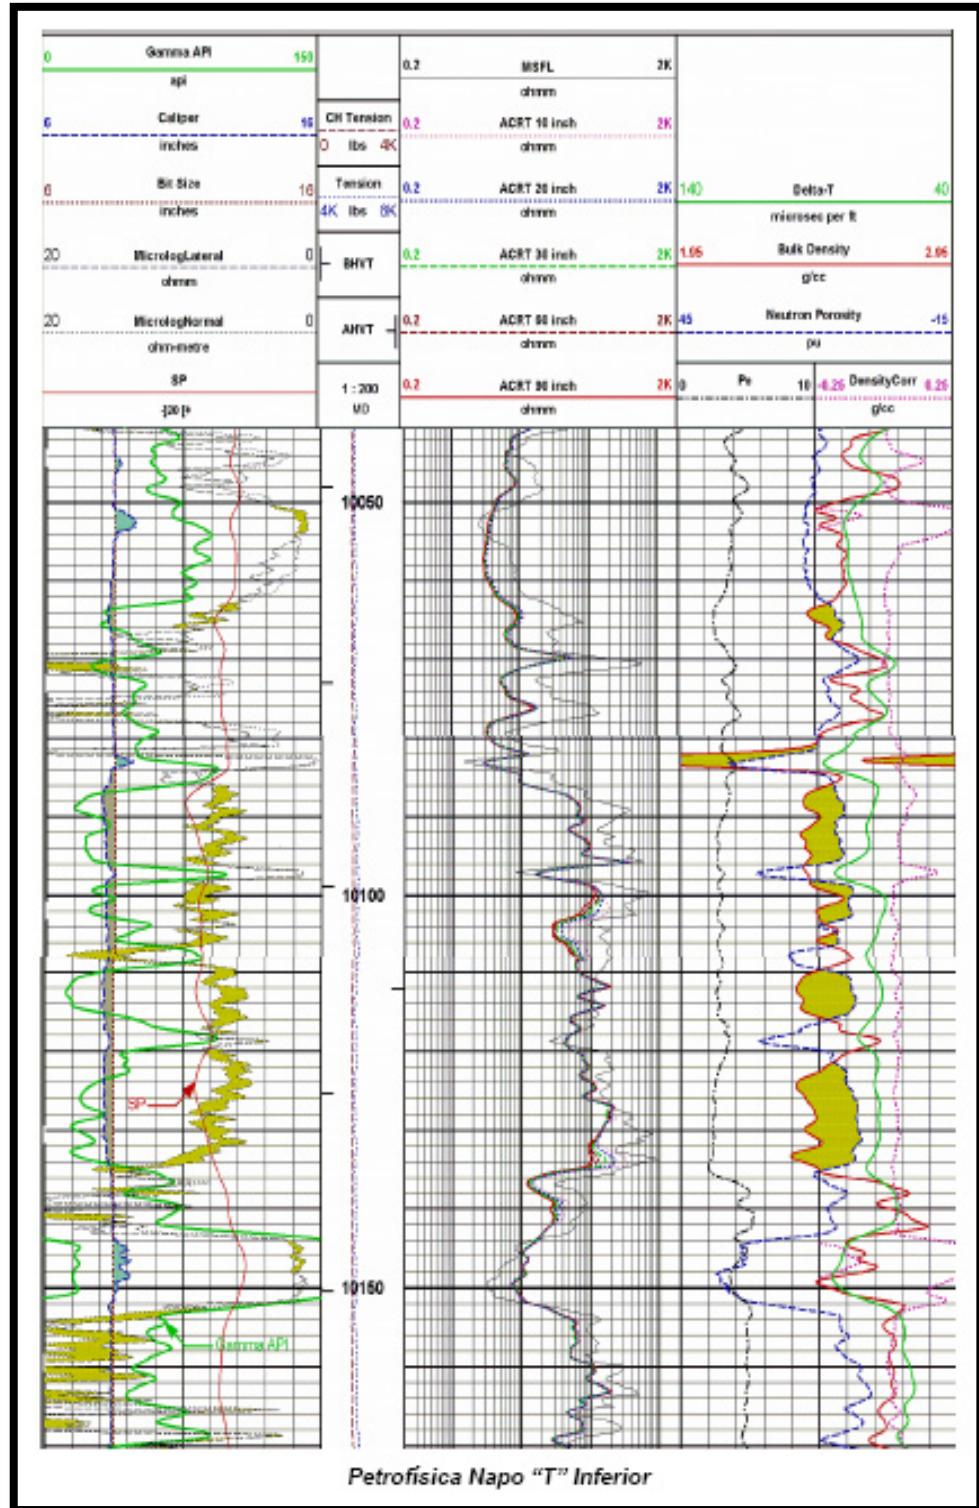 0 Gamma API 150
api
6 Caliper 16
inches
6 Bit Size 16
inches
20 MicrologLateral 0
ohmm
20 MicrologNormal 0
ohm-metre
SP
-]20 [+
CH Tension
0 lbs 4K
Tension
4K lbs 8K
BHVT
AHVT
1 : 200
MD
0.2 MSFL 2K
ohmm
0.2 ACRT 10 inch 2K
ohmm
0.2 ACRT 20 inch 2K
ohmm
0.2 ACRT 30 inch 2K
ohmm
0.2 ACRT 60 inch 2K
ohmm
0.2 ACRT 90 inch 2K
ohmm
140 Delta-T 40
microsec per ft
1.95 Bulk Density 2.95
g/cc
45 Neutron Porosity -15
pu
0 Pe 10
-0.25 DensityCorr 0.25
g/cc
10050
10100
SP
10150
Gamma API
Petrofísica Napo “T” Inferior